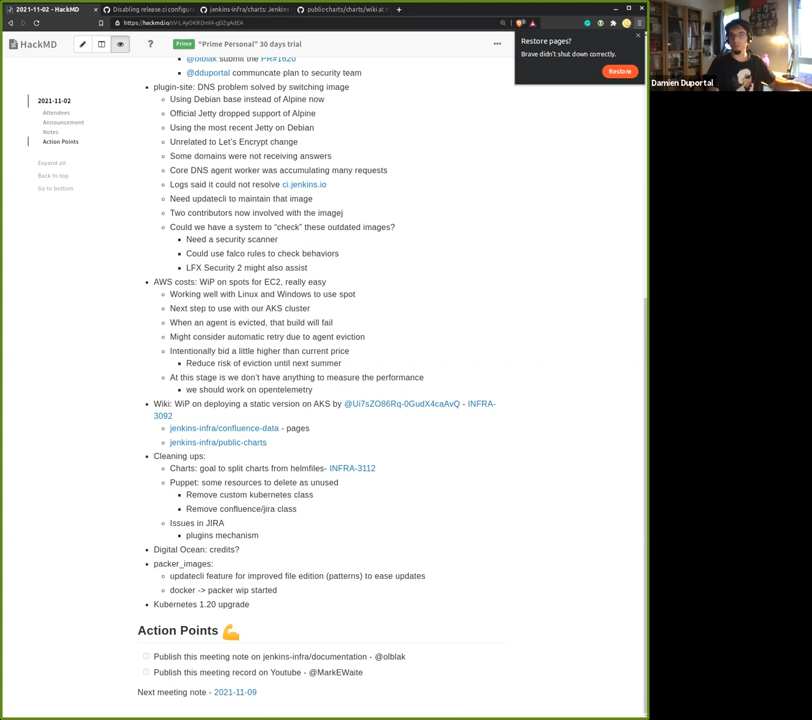 2021-11-02 - HackMD
Disabling release.ci configura
jenkins-infra/charts: Jenkins
public-charts/charts/wiki at m
HackMD
Prime
"Prime Personal" 30 days trial
Restore pages?
Brave didn't shut down correctly.
Restore
Damien Duportal
2021-11-02
Attendees
Announcement
Notes
Action Points
Expand all
Back to top
Go to bottom
@olblak submit the PR#1620
@dduportal communcate plan to security team
plugin-site: DNS problem solved by switching image
Using Debian base instead of Alpine now
Official Jetty dropped support of Alpine
Using the most recent Jetty on Debian
Unrelated to Let's Encrypt change
Some domains were not receiving answers
Core DNS agent worker was accumulating many requests
Logs said it could not resolve ci.jenkins.io
Need updatecli to maintain that image
Two contributors now involved with the imagej
Could we have a system to "check" these outdated images?
Need a security scanner
Could use falco rules to check behaviors
LFX Security 2 might also assist
AWS costs: WiP on spots for EC2, really easy
Working well with Linux and Windows to use spot
Next step to use with our AKS cluster
When an agent is evicted, that build will fail
Might consider automatic retry due to agent eviction
Intentionally bid a little higher than current price
Reduce risk of eviction until next summer
At this stage is we don't have anything to measure the performance
we should work on opentelemetry
Wiki: WiP on deploying a static version on AKS by @Ui7sZO86Rq-0GudX4caAvQ - INFRA-
3092
jenkins-infra/confluence-data - pages
jenkins-infra/public-charts
Cleaning ups:
Charts: goal to split charts from helmfiles- INFRA-3112
Puppet: some resources to delete as unused
Remove custom kubernetes class
Remove confluence/jira class
Issues in JIRA
plugins mechanism
Digital Ocean: credits?
packer_images:
updatecli feature for improved file edition (patterns) to ease updates
docker -> packer wip started
Kubernetes 1.20 upgrade
Action Points 💪
Publish this meeting note on jenkins-infra/documentation - @olblak
Publish this meeting record on Youtube - @MarkEWaite
Next meeting note - 2021-11-09